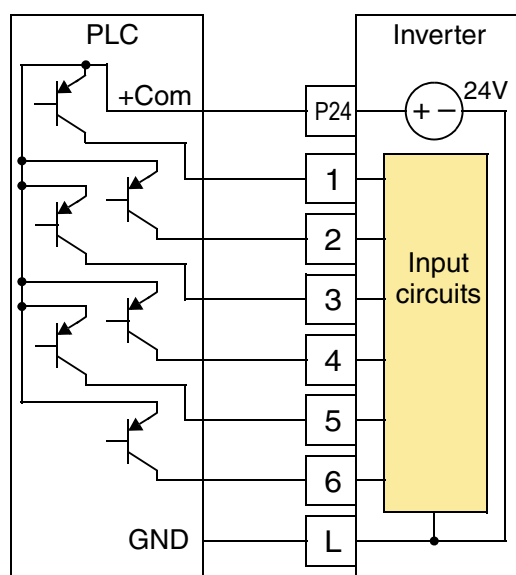 PLC
Inverter
+Com
P24
+ −
24V
1
2
3
4
5
6
Input
circuits
GND
L